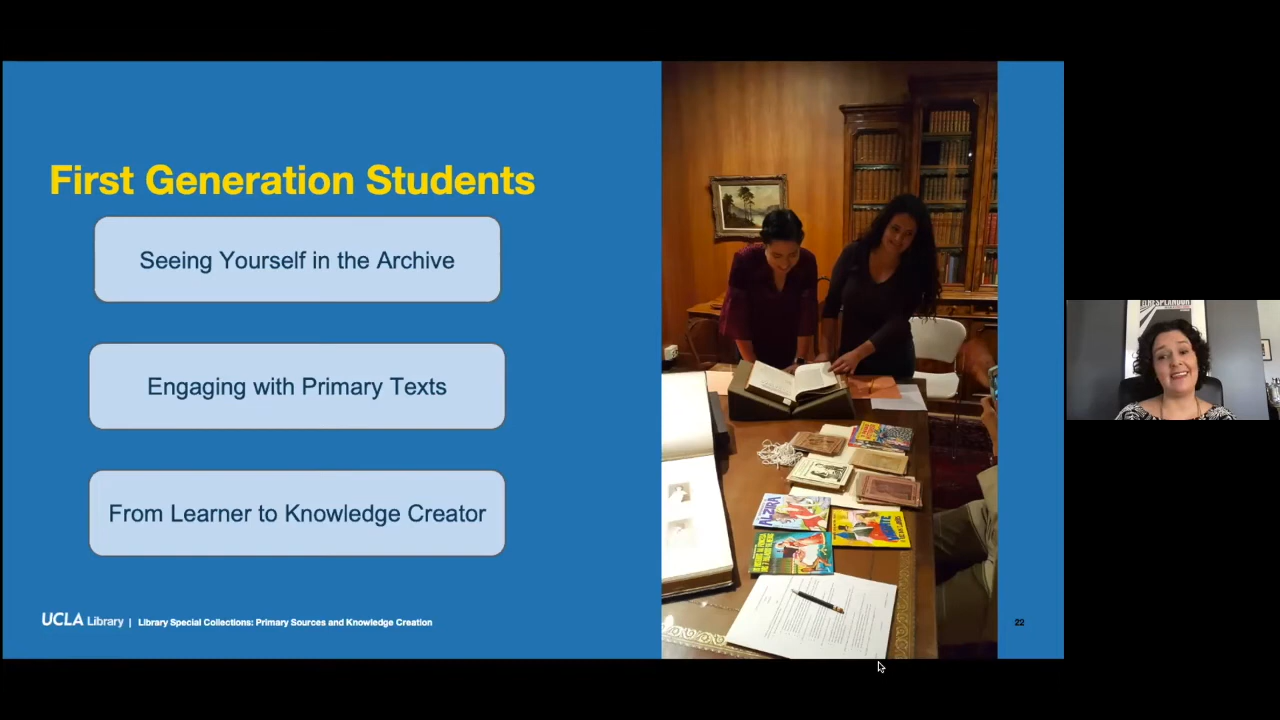 First Generation Students
Seeing Yourself in the Archive
Engaging with Primary Texts
From Learner to Knowledge Creator
UCLA Library | Library Special Collections: Primary Sources and Knowledge Creation
22
ALZIRA